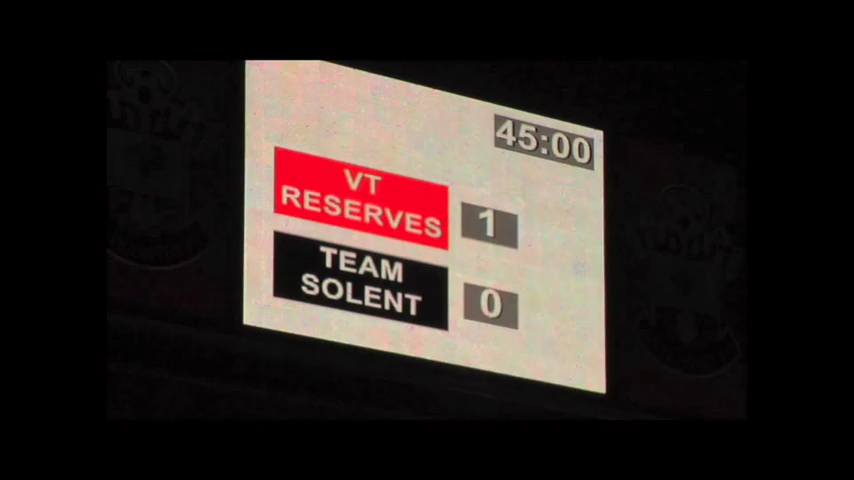 45:00
VT
RESERVES
1
TEAM
SOLENT
0